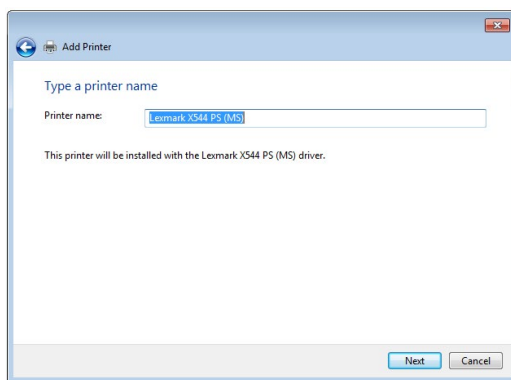 Add Printer
Type a printer name
Printer name: Lexmark X544 PS (MS)
This printer will be installed with the Lexmark X544 PS (MS) driver.
Next Cancel